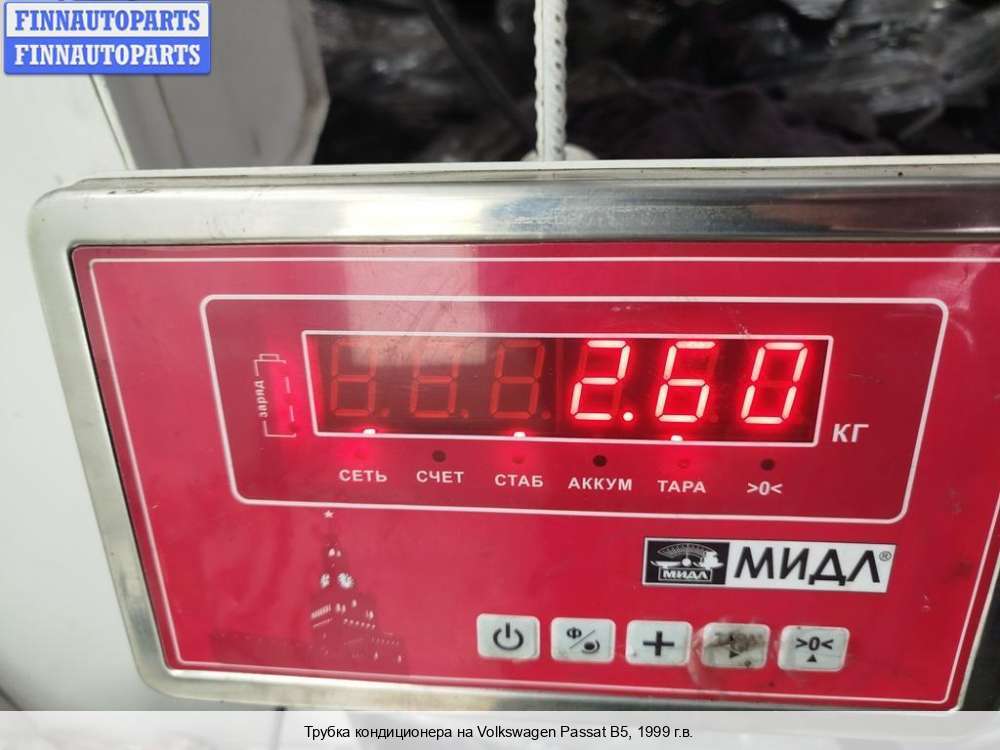 FINNAUTOPARTS
FINNAUTOPARTS
заряд
2.60
КГ
СЕТЬ СЧЕТ СТАБ АККУМ ТАРА >0<
МИДЛ МИДЛ®
Ф
>0<
Трубка кондиционера на Volkswagen Passat B5, 1999 г.в.